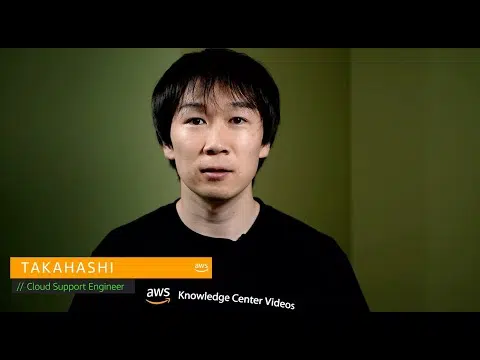 TAKAHASHI
aws
// Cloud Support Engineer
aws Knowledge Center Videos